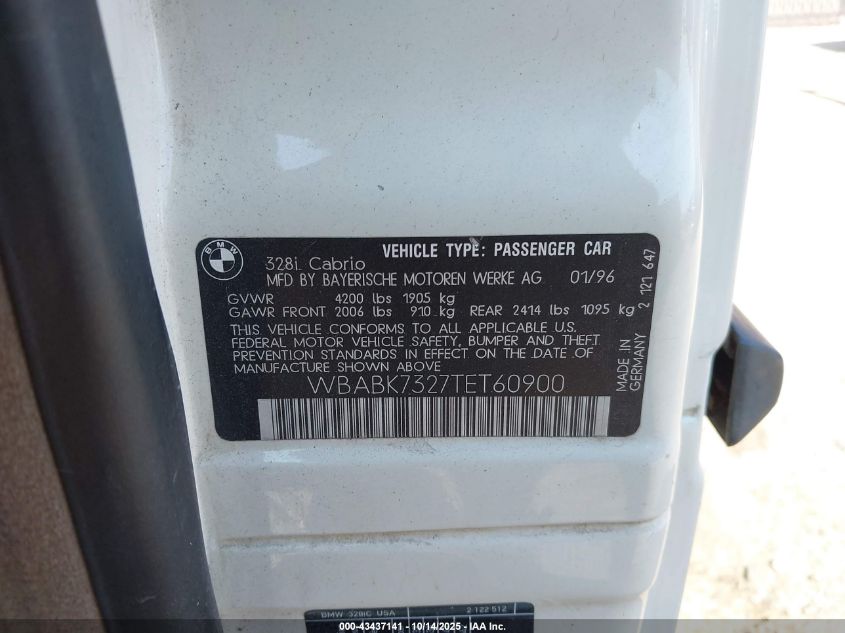 BMW
VEHICLE TYPE: PASSENGER CAR
328i Cabrio
MFD BY BAYERISCHE MOTOREN WERKE AG 01/96
GVWR 4200 lbs 1905 kg
GAWR FRONT 2006 lbs 910 kg REAR 2414 lbs 1095 kg
THIS VEHICLE CONFORMS TO ALL APPLICABLE U.S.
FEDERAL MOTOR VEHICLE SAFETY, BUMPER AND THEFT
PREVENTION STANDARDS IN EFFECT ON THE DATE OF
MANUFACTURE SHOWN ABOVE
WBABK7327TET60900
MADE IN
GERMANY
2 121 647
BMW 328iC USA 2 122 512
000-43437141 - 10/14/2025 - IAA Inc.